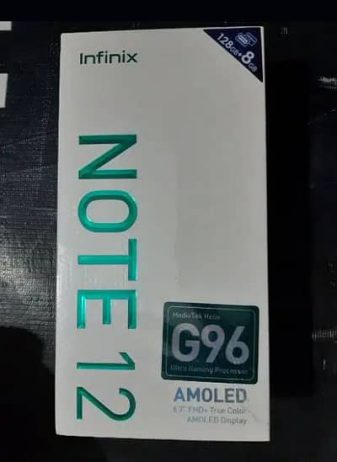 Infinix
128GB+8GB
NOTE 12
MediaTek Helio
G96
Ultra Gaming Processor
AMOLED
6.7" FHD+ True Color
AMOLED Display